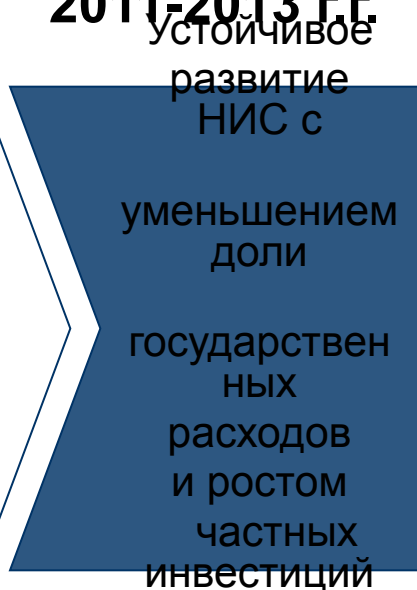 2011-2013 г.г.
Устойчивое
развитие
НИС с
уменьшением
доли
государствен
ных
расходов
и ростом
частных
инвестиций